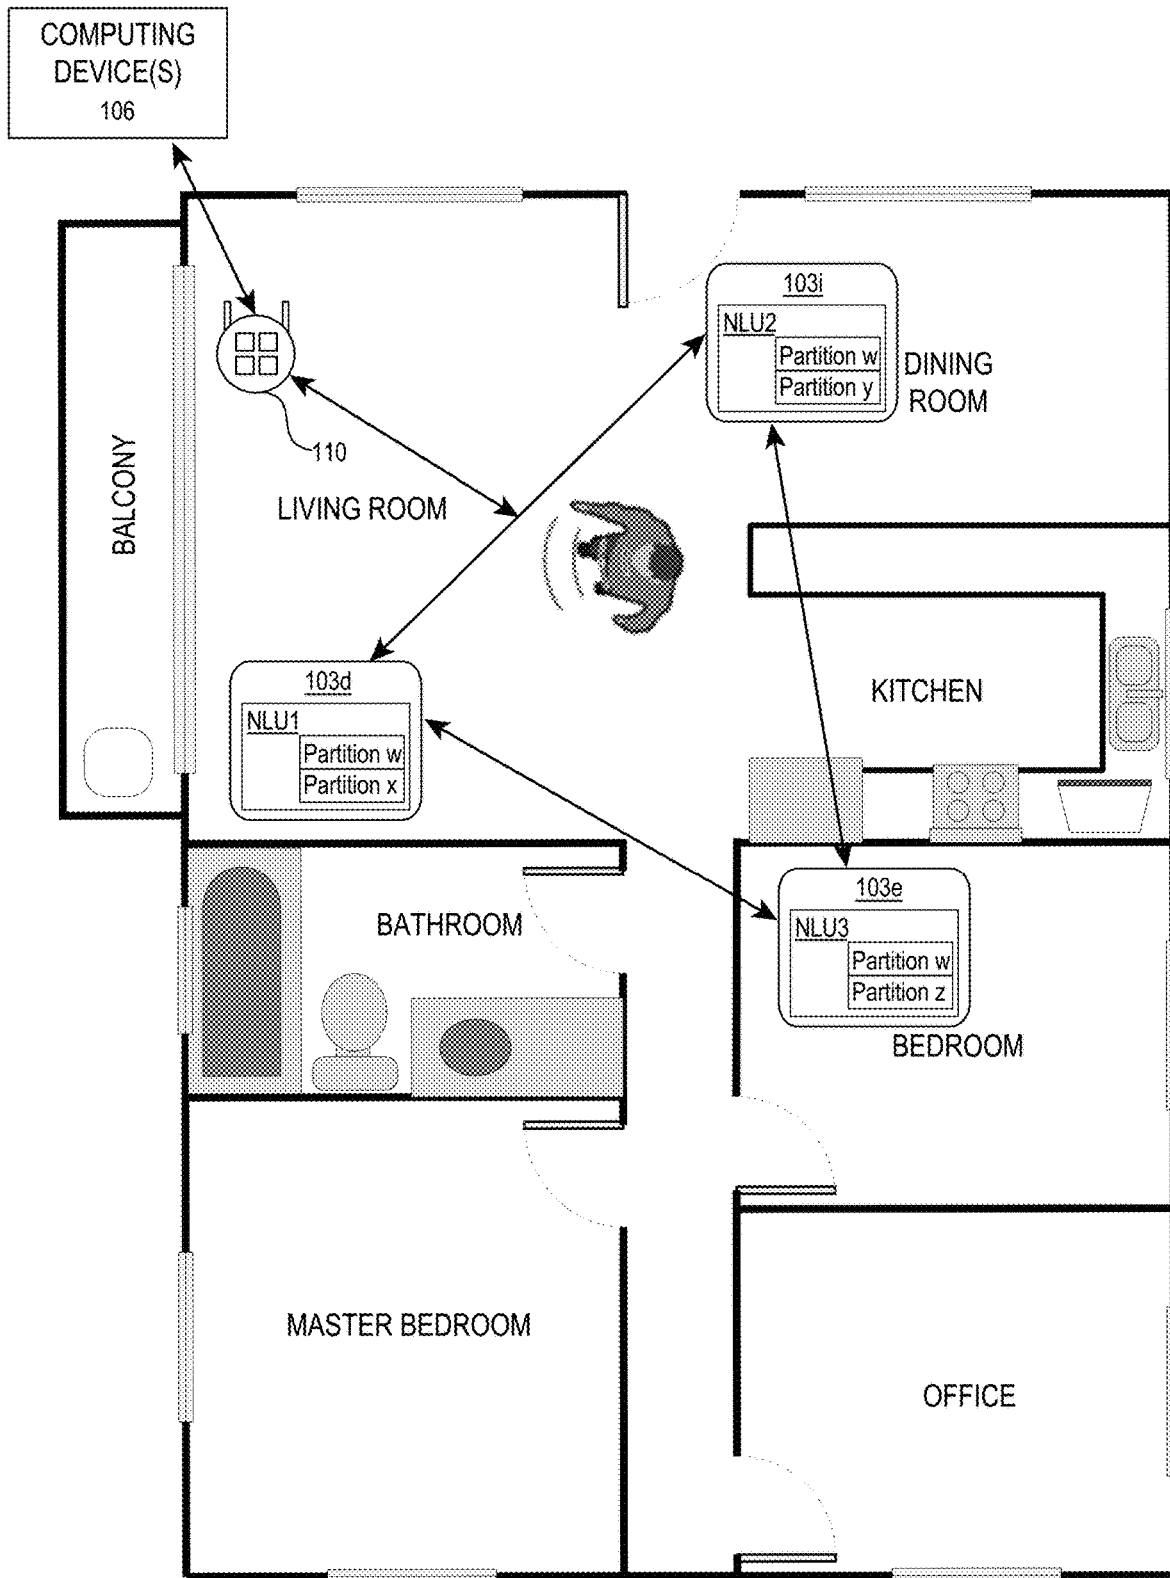 COMPUTING
DEVICE(S)
106
103i
NLU2
Partition w
Partition y
DINING
ROOM
110
BALCONY
LIVING ROOM
103d
NLU1
Partition w
Partition x
KITCHEN
103e
NLU3
Partition w
Partition z
BATHROOM
BEDROOM
MASTER BEDROOM
OFFICE